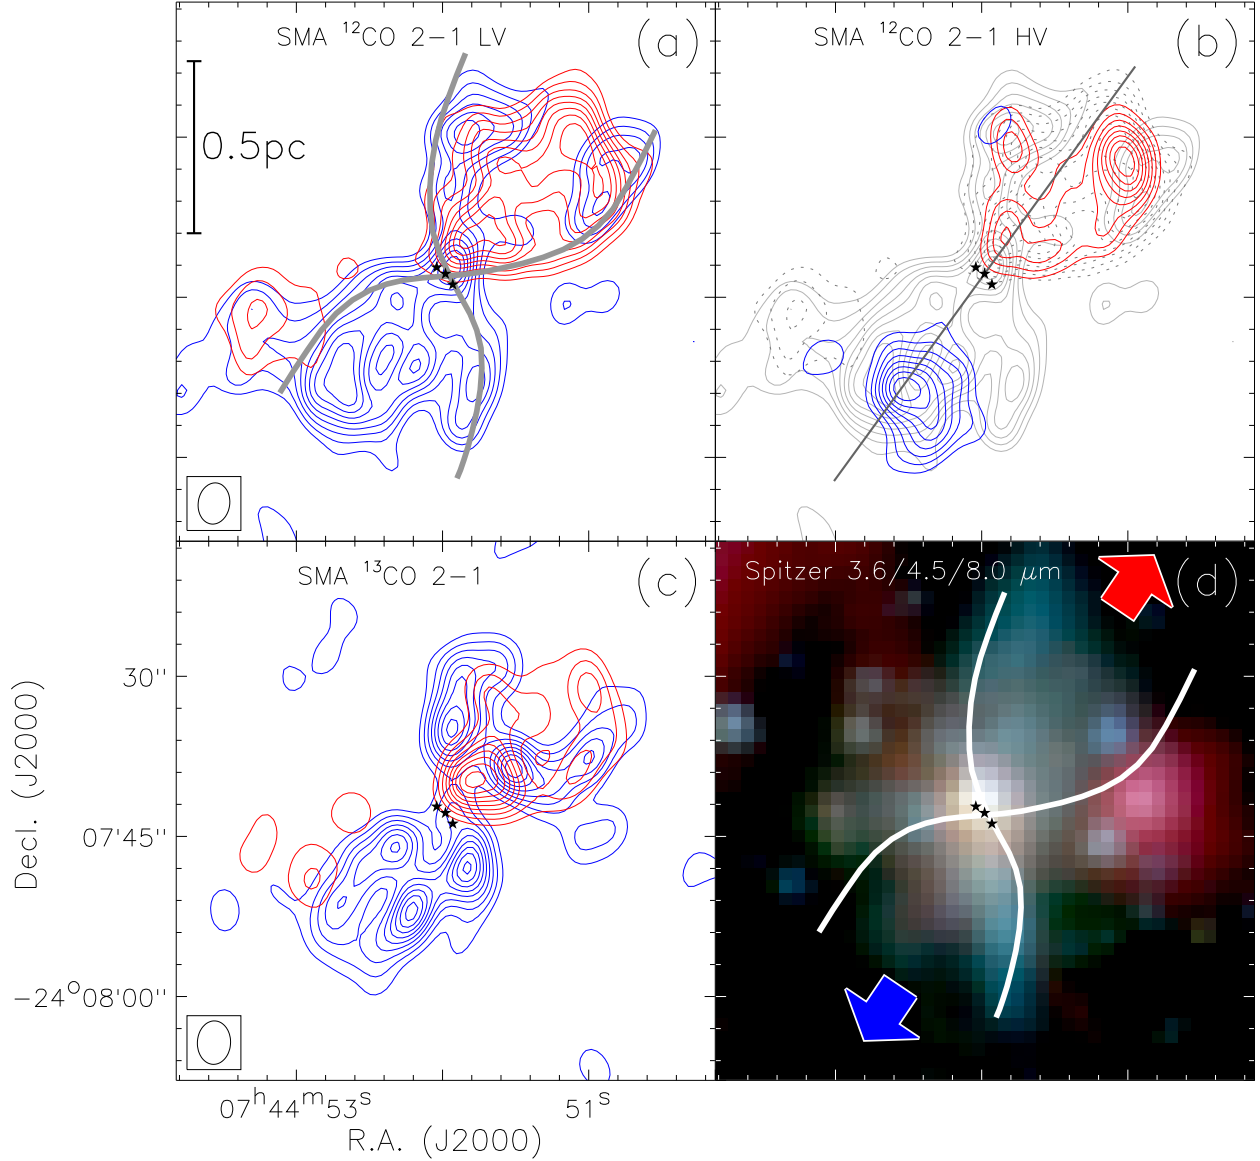 SMA ¹²CO 2−1 LV
(a)
0.5pc
SMA ¹²CO 2−1 HV
(b)
SMA ¹³CO 2−1
(c)
Spitzer 3.6/4.5/8.0 μm
(d)
Decl. (J2000)
30''
07'45''
−24°08'00''
07ʰ44ᵐ53ˢ
51ˢ
R.A. (J2000)